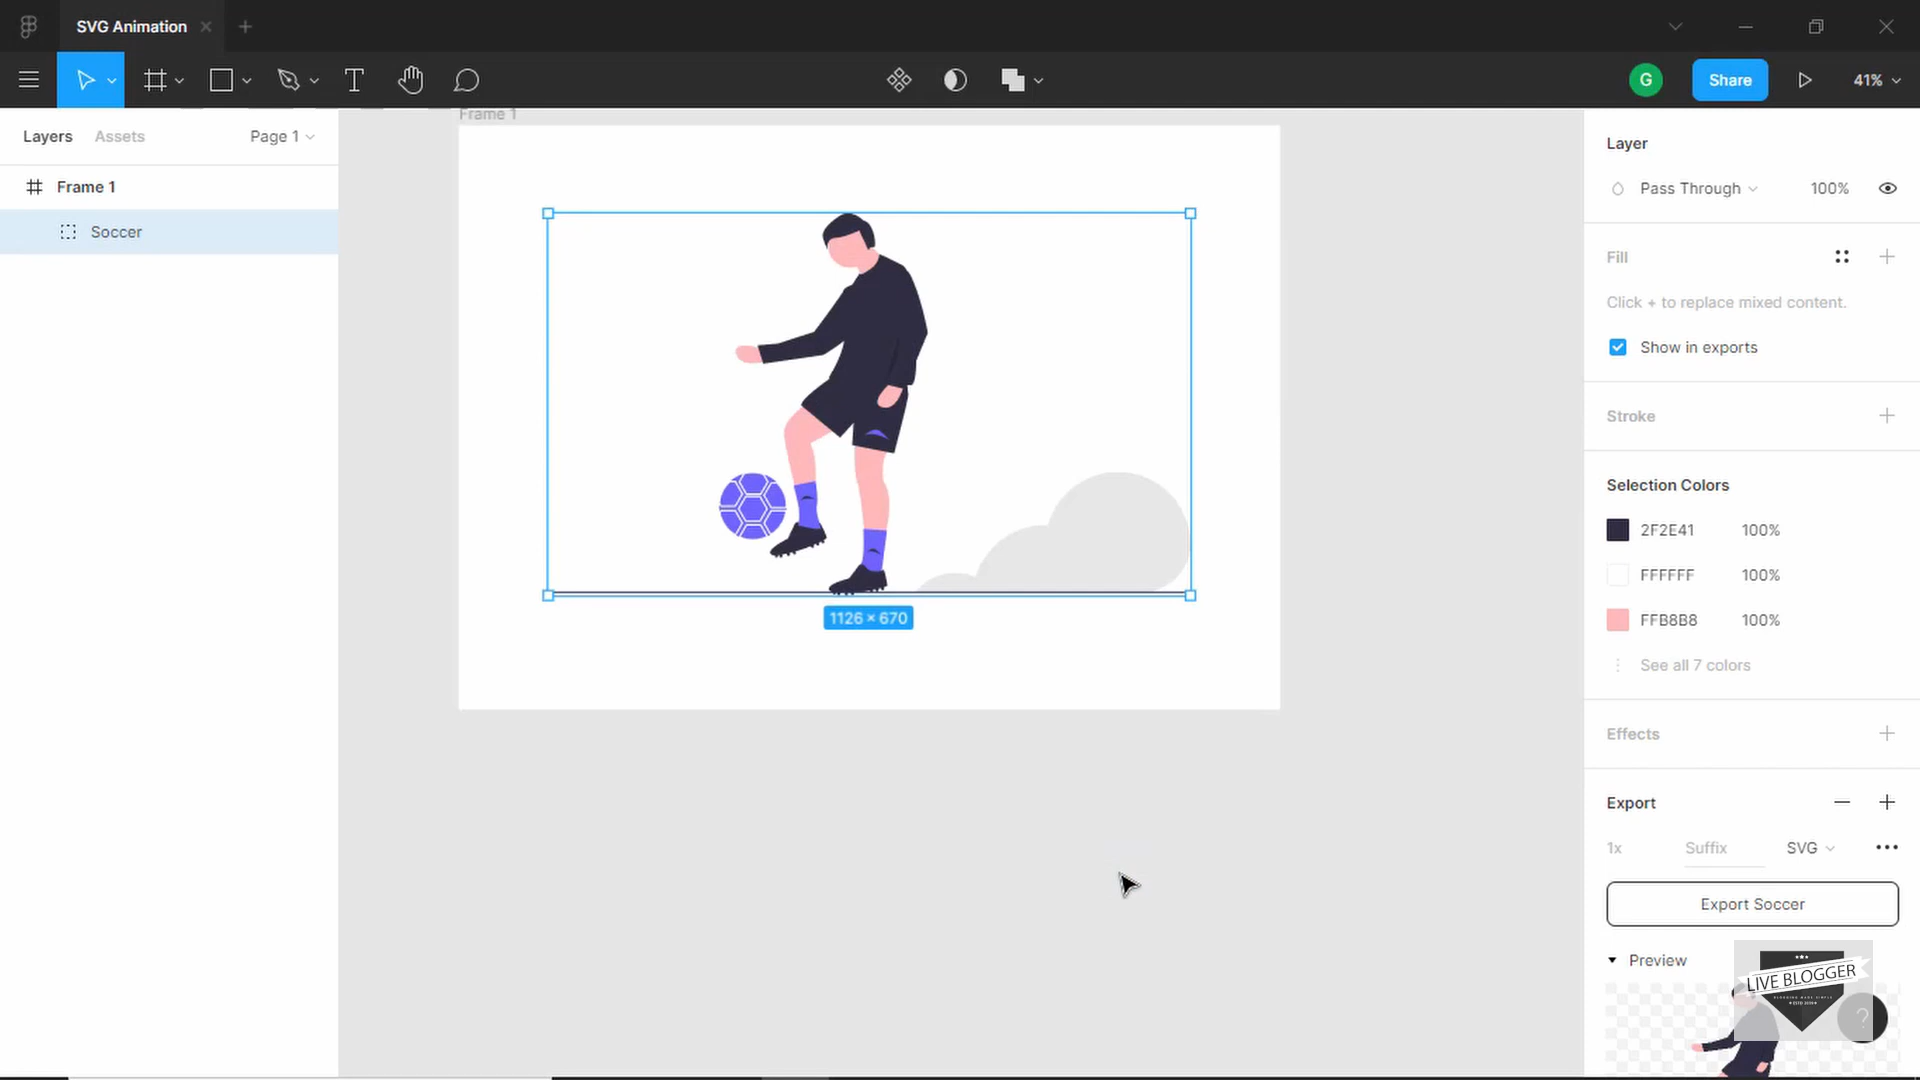 SVG Animation
G
Share
41%
Layers
Assets
Page 1
Frame 1
Soccer
Frame 1
1126 × 670
Layer
Pass Through
100%
Fill
Click + to replace mixed content.
Show in exports
Stroke
Selection Colors
2F2E41
100%
FFFFFF
100%
FFB8B8
100%
See all 7 colors
Effects
Export
1x
Suffix
SVG
Export Soccer
Preview
LIVE BLOGGER
?